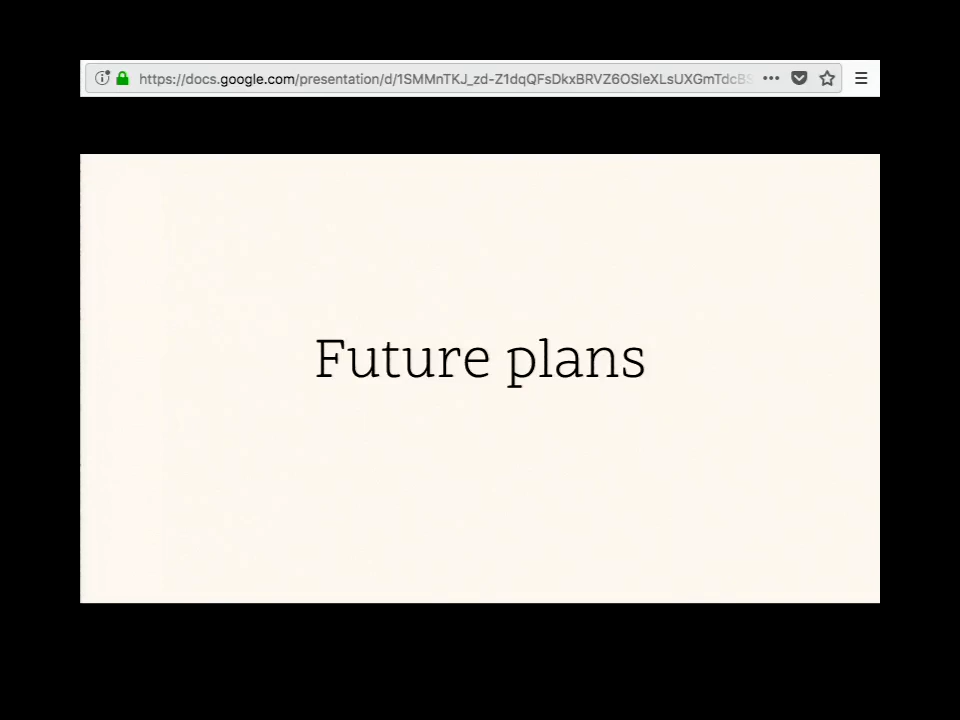 https://docs.google.com/presentation/d/1SMMnTKJ_zd-Z1dqQFsDkxBRVZ6OSleXLsUXGmTdcBS
Future plans